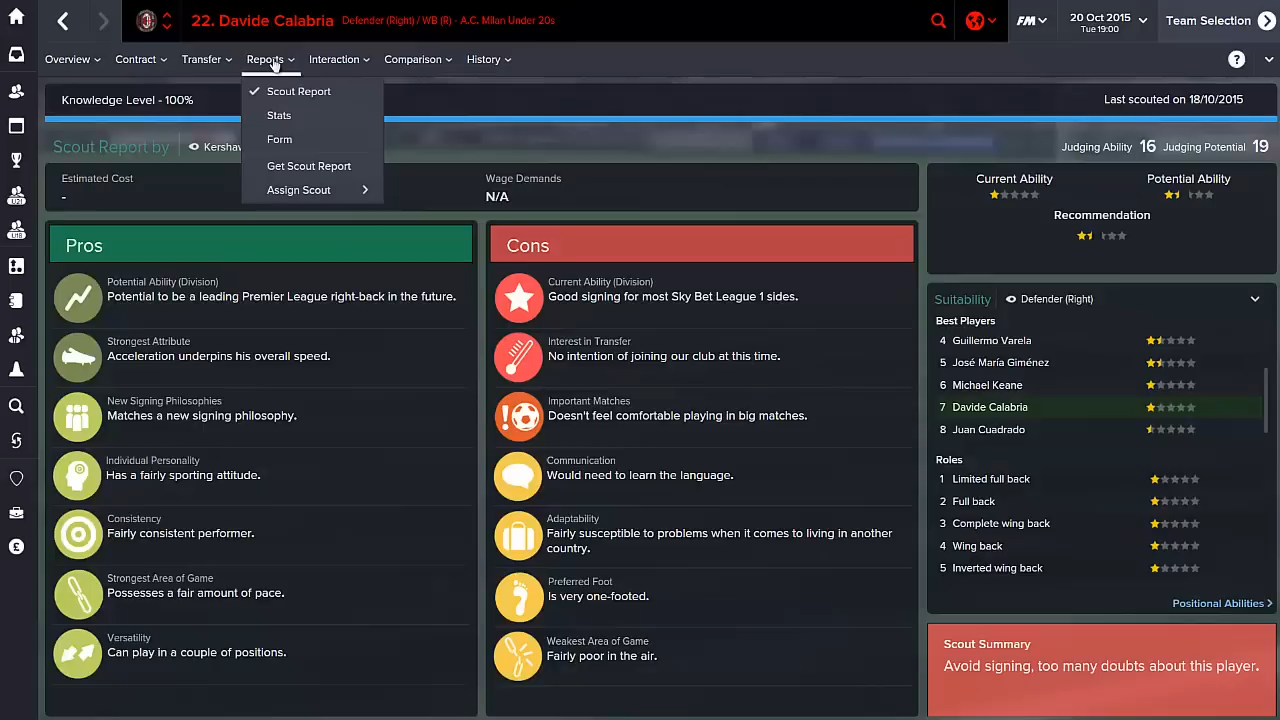 22. Davide Calabria
Defender (Right) / WB (R) - A.C. Milan Under 20s
FM
20 Oct 2015
Tue 19:00
Team Selection
Overview
Contract
Transfer
Reports
Interaction
Comparison
History
?
Knowledge Level - 100%
Last scouted on 18/10/2015
Scout Report
Stats
Form
Get Scout Report
Assign Scout
Scout Report by
Kershaw
Judging Ability 16 Judging Potential 19
Estimated Cost
-
Wage Demands
N/A
Current Ability
Potential Ability
Recommendation
Pros
Potential Ability (Division)
Potential to be a leading Premier League right-back in the future.
Strongest Attribute
Acceleration underpins his overall speed.
New Signing Philosophies
Matches a new signing philosophy.
Individual Personality
Has a fairly sporting attitude.
Consistency
Fairly consistent performer.
Strongest Area of Game
Possesses a fair amount of pace.
Versatility
Can play in a couple of positions.
Cons
Current Ability (Division)
Good signing for most Sky Bet League 1 sides.
Interest in Transfer
No intention of joining our club at this time.
Important Matches
Doesn't feel comfortable playing in big matches.
Communication
Would need to learn the language.
Adaptability
Fairly susceptible to problems when it comes to living in another
country.
Preferred Foot
Is very one-footed.
Weakest Area of Game
Fairly poor in the air.
Suitability
Defender (Right)
Best Players
4 Guillermo Varela
5 José María Giménez
6 Michael Keane
7 Davide Calabria
8 Juan Cuadrado
Roles
1 Limited full back
2 Full back
3 Complete wing back
4 Wing back
5 Inverted wing back
Positional Abilities
Scout Summary
Avoid signing, too many doubts about this player.
U21
U18